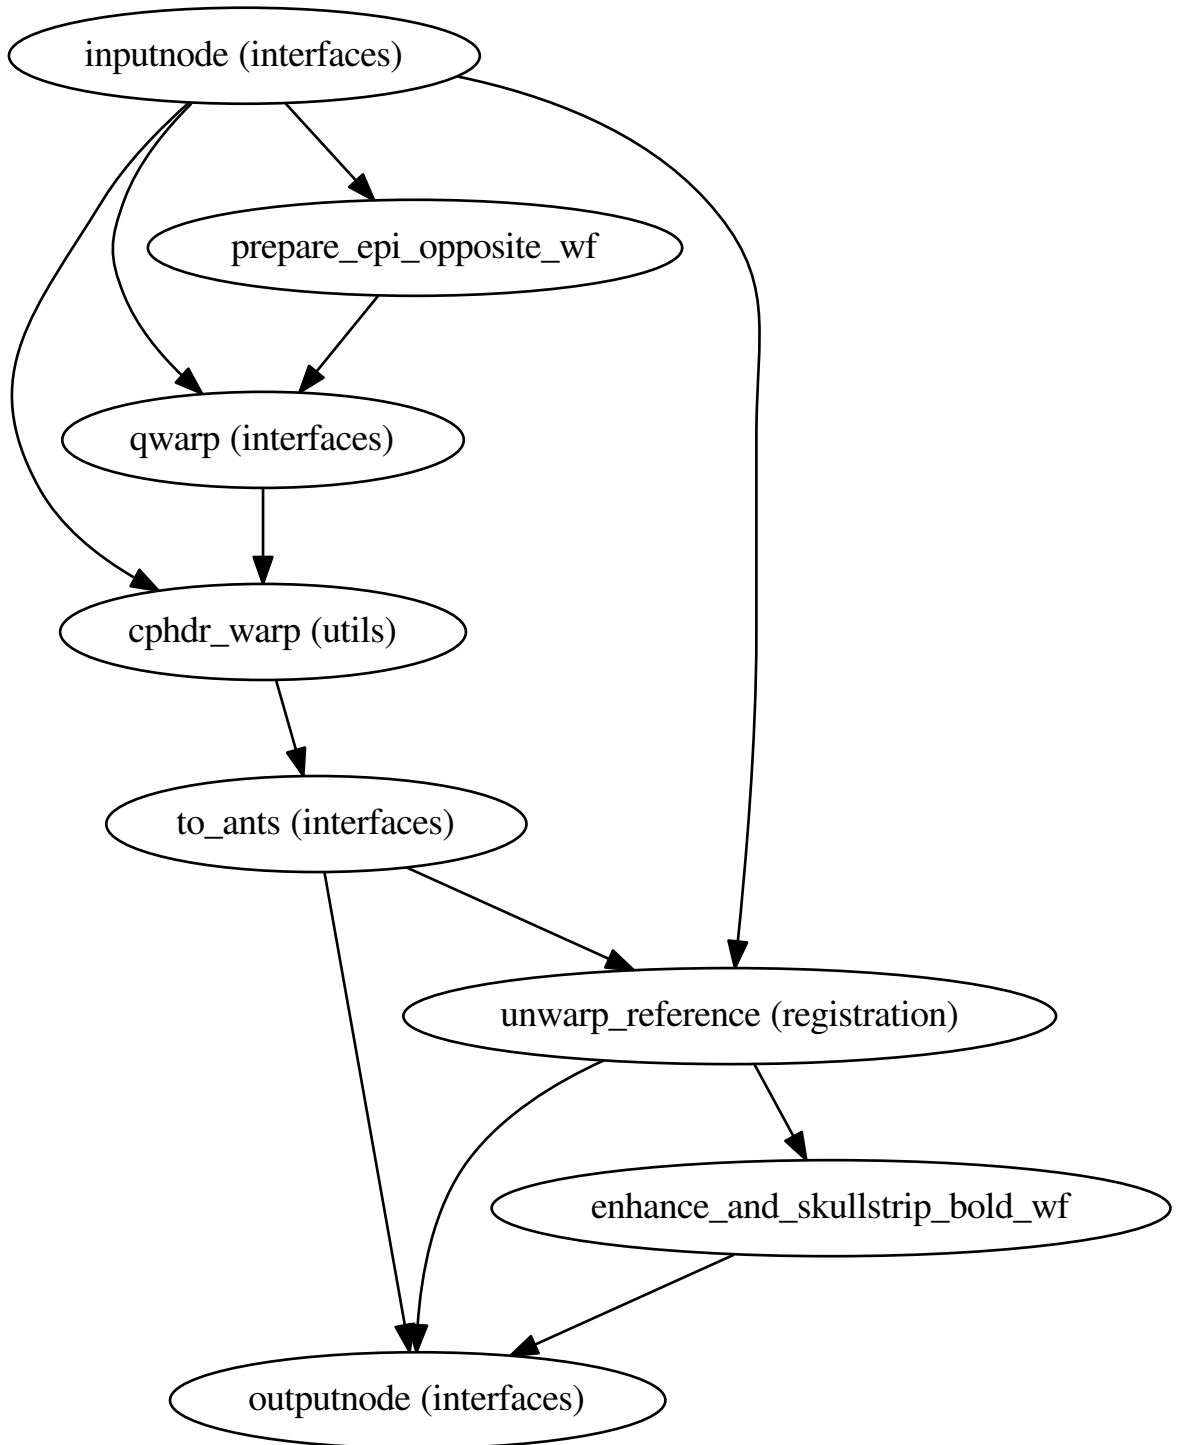 inputnode (interfaces)
prepare_epi_opposite_wf
qwarp (interfaces)
cphdr_warp (utils)
to_ants (interfaces)
unwarp_reference (registration)
enhance_and_skullstrip_bold_wf
outputnode (interfaces)